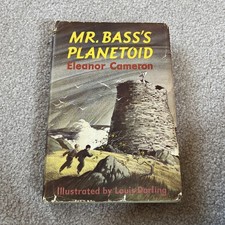 MR. BASS'S
PLANETOID
Eleanor Cameron
Illustrated by Louis Darling